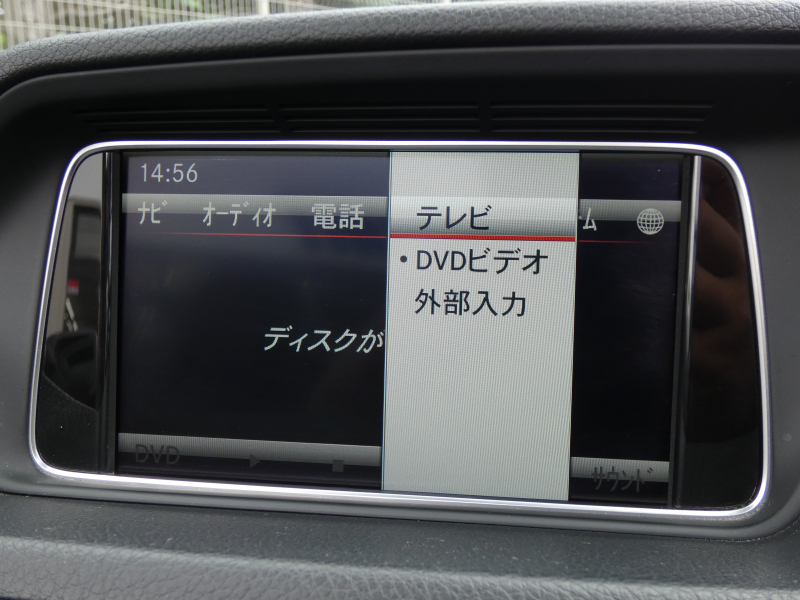 14:56
ナビ オーディオ 電話 テレビ ム
・DVDビデオ
外部入力
ディスクが
DVD サウンド